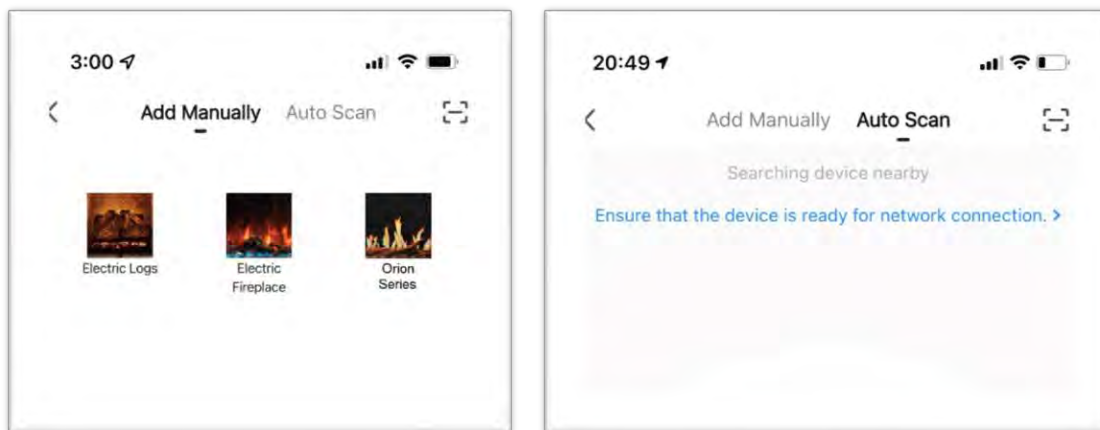 3:00
Add Manually Auto Scan
Electric Logs
Electric
Fireplace
Orion
Series
20:49
Add Manually Auto Scan
Searching device nearby
Ensure that the device is ready for network connection. >